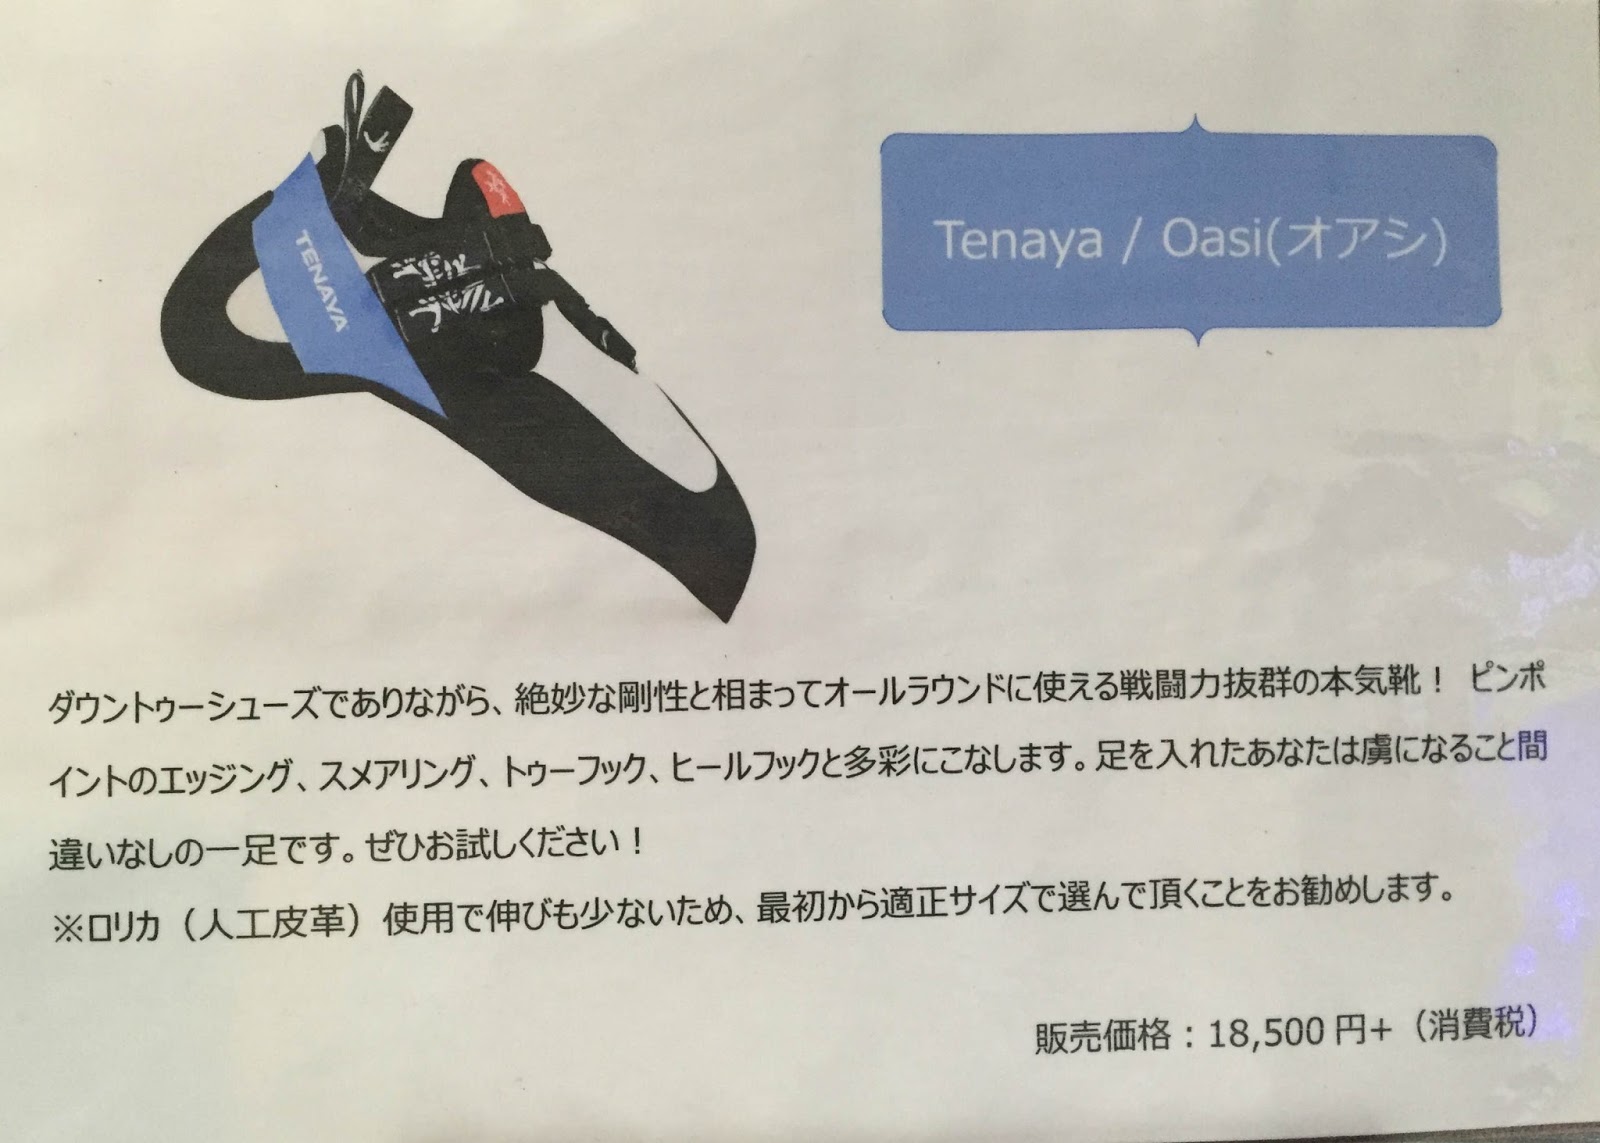 TENAYA
Tenaya / Oasi(オアシ)
ダウントゥーシューズでありながら、絶妙な剛性と相まってオールラウンドに使える戦闘力抜群の本気靴! ピンポ
イントのエッジング、スメアリング、トゥーフック、ヒールフックと多彩にこなします。足を入れたあなたは虜になること間
違いなしの一足です。ぜひお試しください!
※ロリカ（人工皮革）使用で伸びも少ないため、最初から適正サイズで選んで頂くことをお勧めします。
販売価格：18,500 円+（消費税）